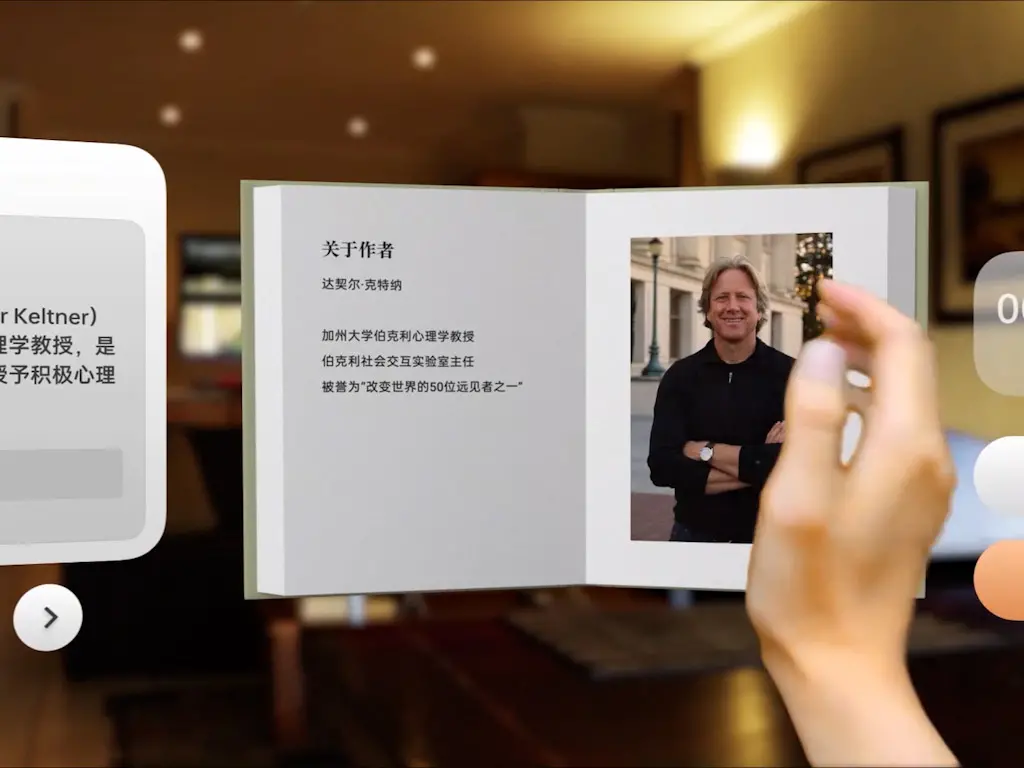 r Keltner)
理学教授，是
授予积极心理
关于作者
达契尔·克特纳
加州大学伯克利心理学教授
伯克利社会交互实验室主任
被誉为“改变世界的50位远见者之一”